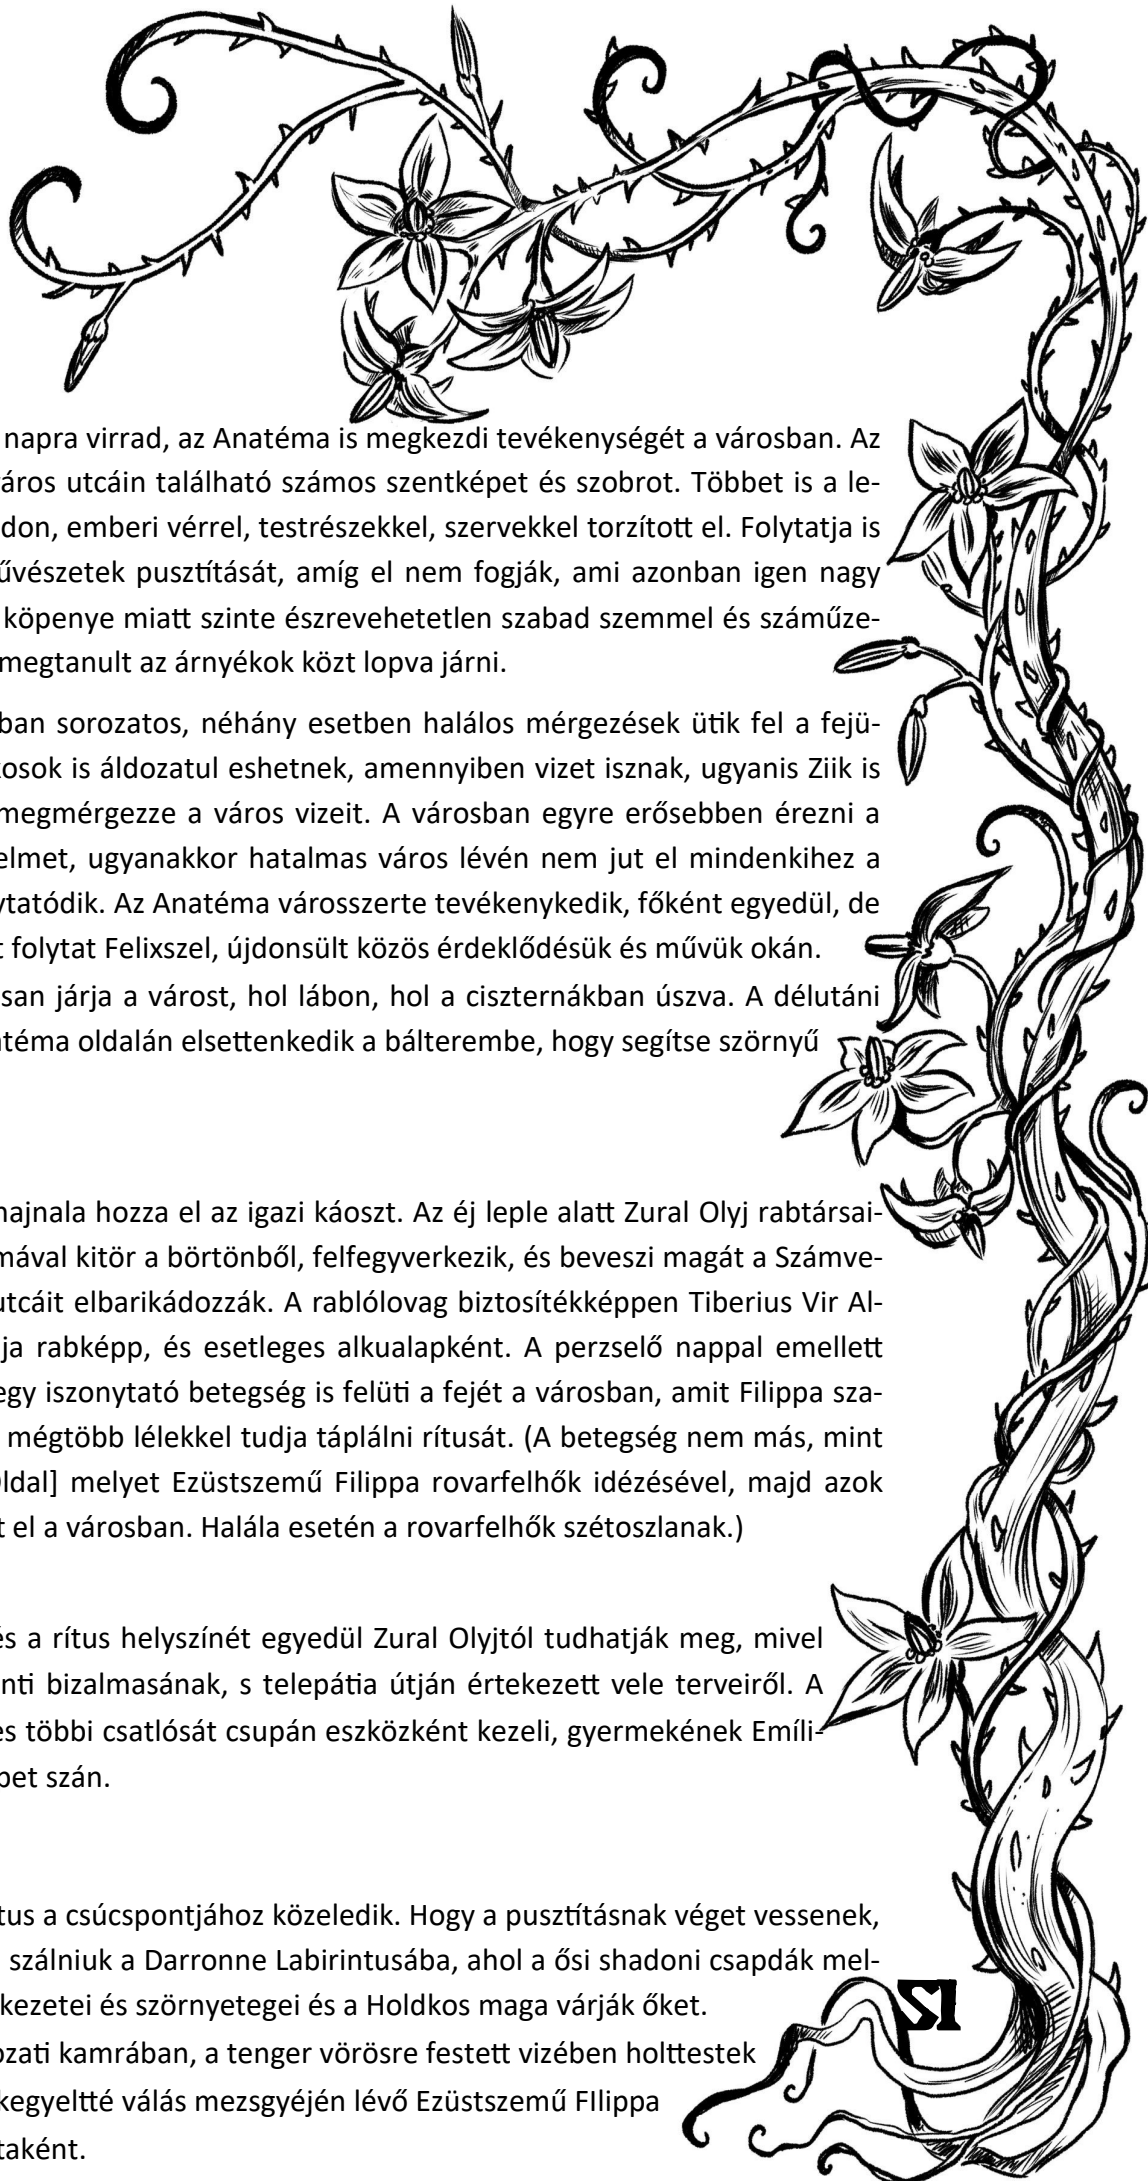 napra virrad, az Anatéma is megkezdi tevékenységét a városban. Az
áros utcáin található számos szentképet és szobrot. Többet is a le-
don, emberi vérrel, testrészekkel, szervekkel torzított el. Folytatja is
űvészetek pusztítását, amíg el nem fogják, ami azonban igen nagy
köpenye miatt szinte észrevehetetlen szabad szemmel és száműze-
megtanult az árnyékok közt lopva járni.
ban sorozatos, néhány esetben halálos mérgezések ütik fel a fejü-
kosok is áldozatul eshetnek, amennyiben vizet isznak, ugyanis Ziik is
megmérgezze a város vizeit. A városban egyre erősebben érezni a
elmet, ugyanakkor hatalmas város lévén nem jut el mindenkihez a
ytatódik. Az Anatéma városszerte tevékenykedik, főként egyedül, de
t folytat Felixszel, újdonsült közös érdeklődésük és művük okán.
san járja a várost, hol lábon, hol a ciszternákban úszva. A délutáni
atéma oldalán elsettenkedik a bálterembe, hogy segítse szörnyű
hajnala hozza el az igazi káoszt. Az éj leple alatt Zural Olyj rabtársai-
mával kitör a börtönből, felfegyverkezik, és beveszi magát a Számve-
utcáit elbarikádozzák. A rablólovag biztosítékképpen Tiberius Vir Al-
ja rabképp, és esetleges alkualapként. A perzselő nappal emellett
egy iszonytató betegség is felüti a fejét a városban, amit Filippa sza-
mégtöbb lélekkel tudja táplálni rítusát. (A betegség nem más, mint
Oldal] melyet Ezüstszemű Filippa rovarfelhők idézésével, majd azok
t el a városban. Halála esetén a rovarfelhők szétoszlanak.)
és a rítus helyszínét egyedül Zural Olyjtól tudhatják meg, mivel
nti bizalmasának, s telepátia útján értekezett vele terveiről. A
es többi csatlósát csupán eszközként kezeli, gyermekének Emíli-
pet szán.
tus a csúcspontjához közeledik. Hogy a pusztításnak véget vessenek,
szálniuk a Darronne Labirintusába, ahol a ősi shadoni csapdák mel-
kezetei és szörnyetegei és a Holdkos maga várják őket.
ozati kamrában, a tenger vörösre festett vizében holttestek
kegyeltté válás mezsgyéjén lévő Ezüstszemű FIlippa
taként.